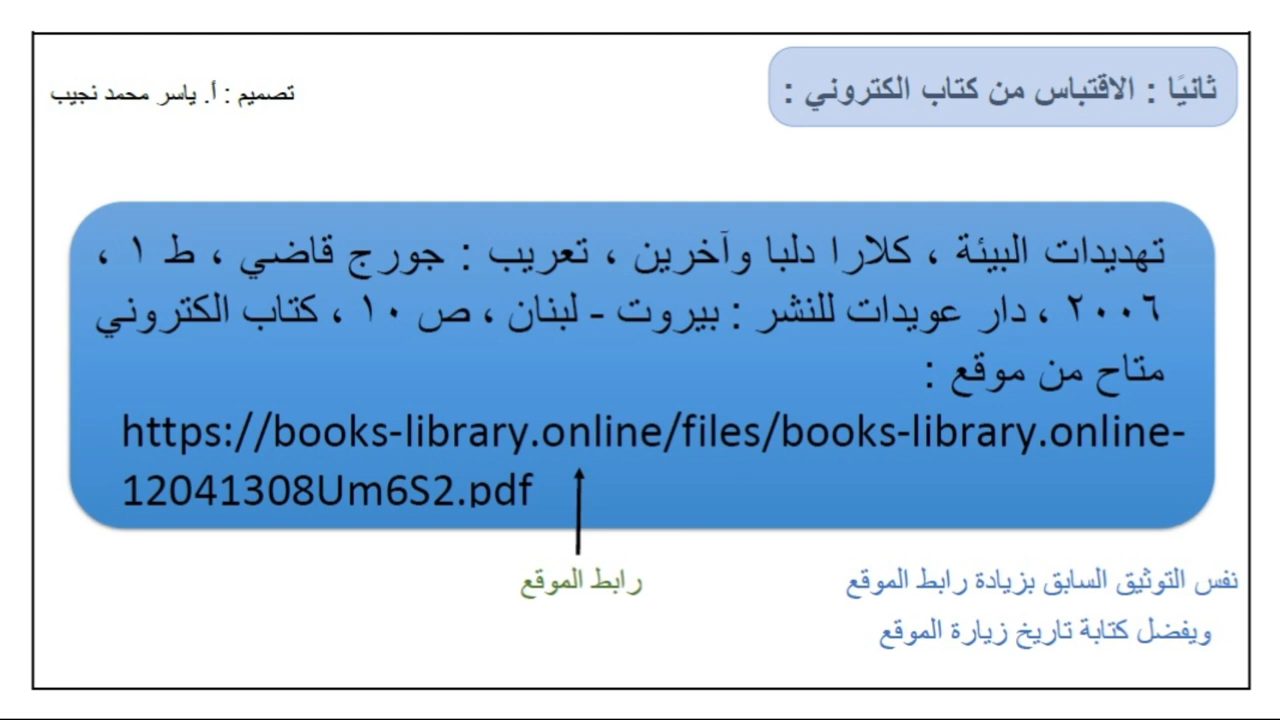 ثانيًا : الاقتباس من كتاب الكتروني :
تصميم : أ. ياسر محمد نجيب
تهديدات البيئة ، كلارا دلبا وآخرين ، تعريب : جورج قاضي ، ط ١ ،
٢٠٠٦ ، دار عويدات للنشر : بيروت - لبنان ، ص ١٠ ، كتاب الكتروني
متاح من موقع :
https://books-library.online/files/books-library.online-
12041308Um6S2.pdf
نفس التوثيق السابق بزيادة رابط الموقع
رابط الموقع
ويفضل كتابة تاريخ زيارة الموقع